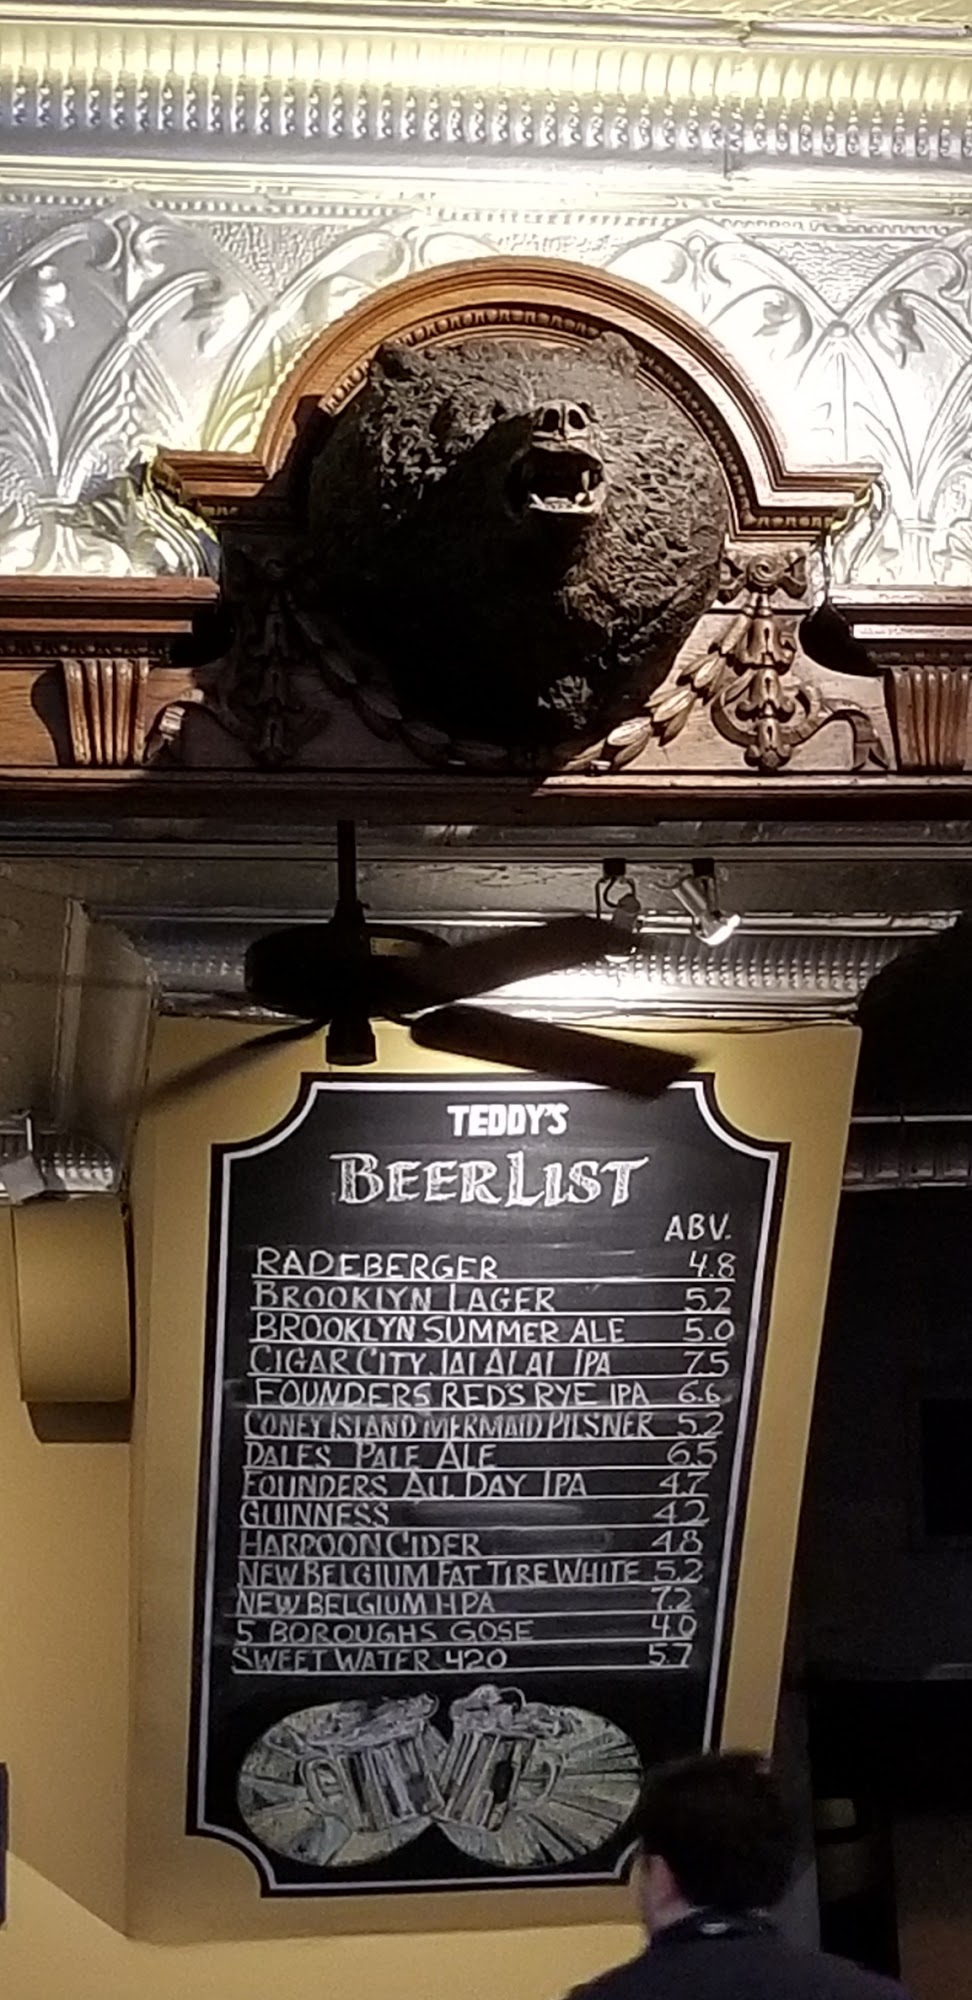 TEDDY'S
BEER LIST
ABV.
RADEBERGER 4.8
BROOKLYN LAGER 5.2
BROOKLYN SUMMER ALE 5.0
CIGAR CITY JAI ALAI IPA 7.5
FOUNDERS RED'S RYE IPA 6.6
CONEY ISLAND MERMAID PILSNER 5.2
DALES PALE ALE 6.5
FOUNDERS ALL DAY IPA 4.7
GUINNESS 4.2
HARPOON CIDER 4.8
NEW BELGIUM FAT TIRE WHITE 5.2
NEW BELGIUM HPA 7.2
5 BOROUGHS GOSE 4.0
SWEET WATER 420 5.7